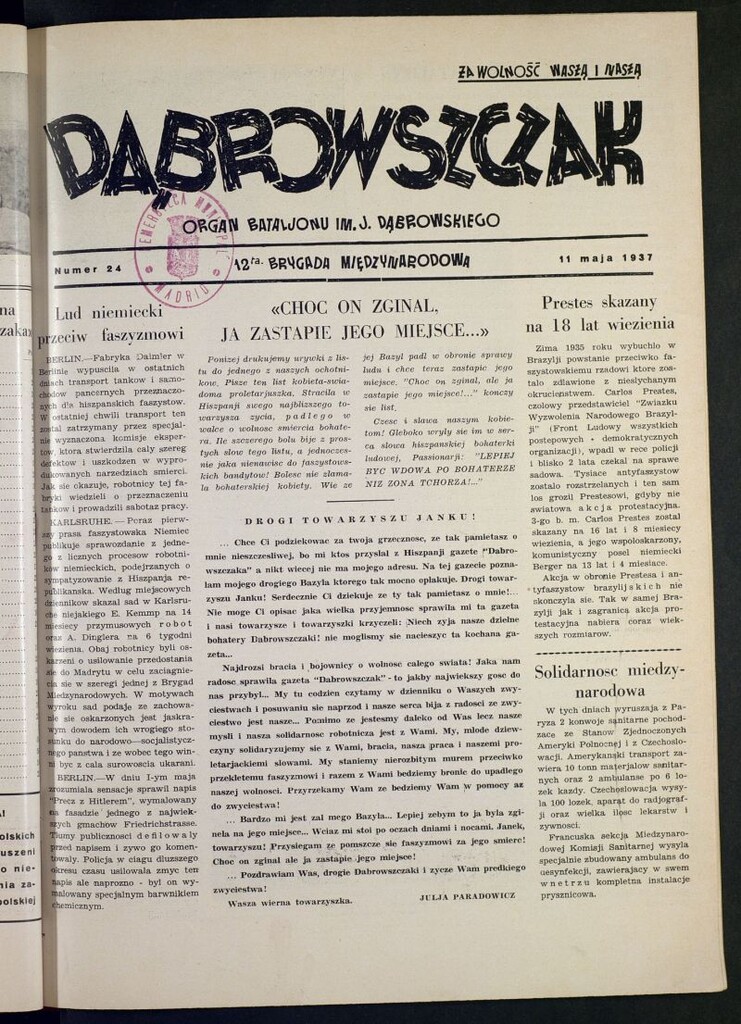 ZA WOLNOŚĆ WASZĄ I NASZĄ
DĄBROWSZCZAK
ORGAN BATALJONU IM. J. DĄBROWSKIEGO
HEMEROTECA MUNICIPAL
MADRID
Numer 24
12ta. BRYGADA MIĘDZYNARODOWA
11 maja 1937
Lud niemiecki
przeciw faszyzmowi
BERLIN.—Fabryka Daimler w
Berlinie wypuscila w ostatnich
dniach transport tankow i samo-
chodow pancernych przeznaczo-
nych dla hiszpanskich faszystow.
W ostatniej chwili transport ten
zostal zatrzymany przez specjal-
nie wyznaczona komisje eksper-
tow, ktora stwierdzila caly szereg
defektow i uszkodzen w wypro-
dukowanych narzedziach smierci.
Jak sie okazuje, robotnicy tej fa-
bryki wiedzieli o przeznaczeniu
tankow i prowadzili sabotaz pracy.
KARLSRUHE.—Poraz pierw-
szy prasa faszystowska Niemiec
publikuje sprawozdanie z jedne-
go z licznych procesow robotni-
kow niemieckich, podejrzanych o
sympatyzowanie z Hiszpanja re-
publikanska. Wedlug miejscowych
dziennikow skazal sad w Karlsru-
he niejakiego E. Kemmp na 14
miesiecy przymusowych robot
oraz A. Dinglera na 6 tygodni
wiezienia. Obaj robotnicy byli os-
karzeni o usilowanie przedostania
sie do Madrytu w celu zaciagnie-
cia sie w szeregi jednej z Brygad
Miedzynarodowych. W motywach
wyroku sad podaje ze zachowa-
nie sie oskarzonych jest jaskra-
wym dowodem ich wrogiego stosu-
nku do narodowo-socjalistycz-
nego panstwa i ze wobec tego win-
ni byc z cala surowoscia ukarani.
BERLIN.—W dniu I-ym maja
zrozumiala sensacje sprawil napis
"Precz z Hitlerem", wymalowany
na fasadzie jednego z najwiek-
szych gmachow Friedrichstrasse.
Tlumy publicznosci defilowaly
przed napisem i zywo go komen-
towaly. Policja w ciagu dluzszego
okresu czasu usilowala zmyc ten
napis ale naprozno - byl on wy-
malowany specjalnym barwnikiem
chemicznym.
«CHOC ON ZGINAL,
JA ZASTAPIE JEGO MIEJSCE...»
Ponizej drukujemy wryjki z lis-
tu do jednego z naszych ochotni-
kow. Pisze ten list kobieta-swia-
doma proletarjuszka. Stracila w
Hiszpanji swego najblizszego to-
warzysza zycia, padlego w
walce o wolnosc smiercia bohate-
ra. Ile szczerego bolu bije z pros-
tych slow tego listu, a jednoczes-
nie jaka nienawisc do faszystows-
kich bandytow! Bolesc nie zlama-
la bohaterskiej kobiety. Wie ze
jej Bazyl padl w obronie sprawy
ludu i chce teraz zastapic jego
miejsce. "Choc on zginal, ale ja
zastapie jego miejsce!..." konczy
sie list.
Czesc i slawa naszym kobie-
tom! Gleboko wryly sie im w ser-
ca slowa hiszpanskiej bohaterki
ludowej, Passionarji: "LEPIEJ
BYC WDOWA PO BOHATERZE
NIZ ZONA TCHORZA!..."
DROGI TOWARZYSZU JANKU!
... Chce Ci podziekowac za twoja grzecznosc, ze tak pamietasz o
mnie nieszczesliwej, bo mi ktos przyslal z Hiszpanji gazete "Dabro-
wszczaka" a nikt wiecej nie ma mojego adresu. Na tej gazecie pozna-
lam mojego drogiego Bazyla ktorego tak mocno oplakuje. Drogi towar-
zyszu Janku! Serdecznie Ci dziekuje ze ty tak pamietasz o mnie!...
Nie moge Ci opisac jaka wielka przyjemnosc sprawila mi ta gazeta
i nasi towarzysze i towarzyszki krzyczeli: Niech zyja nasze dzielne
bohatery Dabrowszczaki! nie moglismy sie nacieszyc ta kochana ga-
zeta...
Najdrozsi bracia i bojownicy o wolnosc calego swiata! Jaka nam
radosc sprawila gazeta "Dabrowszczak" - to jakby najwiekszy gosc do
nas przybyl... My tu codzien czytamy w dzienniku o Waszych zwy-
ciestwach i posuwaniu sie naprzod i nasze serca bija z radosci ze zwy-
ciestwo jest nasze... Pomimo ze jestesmy daleko od Was lecz nasze
mysli i nasza solidarnosc robotnicza jest z Wami. My, mlode dziew-
czyny solidaryzujemy sie z Wami, bracia, nasza praca i naszemi pro-
letarjackiemi slowami. My staniemy nierozbitym murem przeciwko
przekletemu faszyzmowi i razem z Wami bedziemy bronic do upadlego
naszej wolnosci. Przyrzekamy Wam ze bedziemy Wam w pomocy az
do zwyciestwa!
... Bardzo mi jest zal mego Bazyla... Lepiej zebym to ja byla zgi-
nela na jego miejsce... Wciaz mi stoi po oczach dniami i nocami. Janek,
towarzyszu! Przysiegam ze pomszcze sie faszyzmowi za jego smierc!
Choc on zginal ale ja zastapie jego miejsce!
... Pozdrawiam Was, drogie Dabrowszczaki i zycze Wam predkiego
zwyciestwa!
Wasza wierna towarzyszka.
JULJA PARADOWICZ
Prestes skazany
na 18 lat wiezienia
Zima 1935 roku wybuchlo w
Brazylji powstanie przeciwko fa-
szystowskiemu rzadowi ktore zos-
talo zdlawione z nieslychanym
okrucienstwem. Carlos Prestes,
czolowy przedstawiciel "Zwiazku
Wyzwolenia Narodowego Brazyl-
ji" (Front Ludowy wszystkich
postepowych - demokratycznych
organizacji), wpadl w rece policji
i blisko 2 lata czekal na sprawe
sadowa. Tysiace antyfaszystow
zostalo rozstrzelanych i ten sam
los grozil Prestesowi, gdyby nie
swiatowa akcja protestacyjna.
3-go b. m. Carlos Prestes zostal
skazany na 16 lat i 8 miesiecy
wiezienia, a jego wspoloskarzony,
komunistyczny posel niemiecki
Berger na 13 lat i 4 miesiace.
Akcja w obronie Prestesa i an-
tyfaszystow brazylijskich nie
skonczyla sie. Tak w samej Bra-
zylji jak i zagranica akcja pro-
testacyjna nabiera coraz wiek-
szych rozmiarow.
Solidarnosc miedzy-
narodowa
W tych dniach wyruszaja z Pa-
ryza 2 konwoje sanitarne pochod-
zace ze Stanow Zjednoczonych
Ameryki Polnocnej i z Czechoslo-
wacji. Amerykanski transport za-
wiera 10 tonn materjalow sanitar-
nych oraz 2 ambulanse po 6 lo-
zek kazdy. Czechoslowacja wysy-
la 100 lozek, aparat do radjograf-
ji oraz wielka ilosc lekarstw i
zywnosci.
Francuska sekcja Miedzynaro-
dowej Komisji Sanitarnej wysyla
specjalnie zbudowany ambulans do
desynfekcji, zawierajacy w swem
wnetrzu kompletna instalacje
prysznicowa.